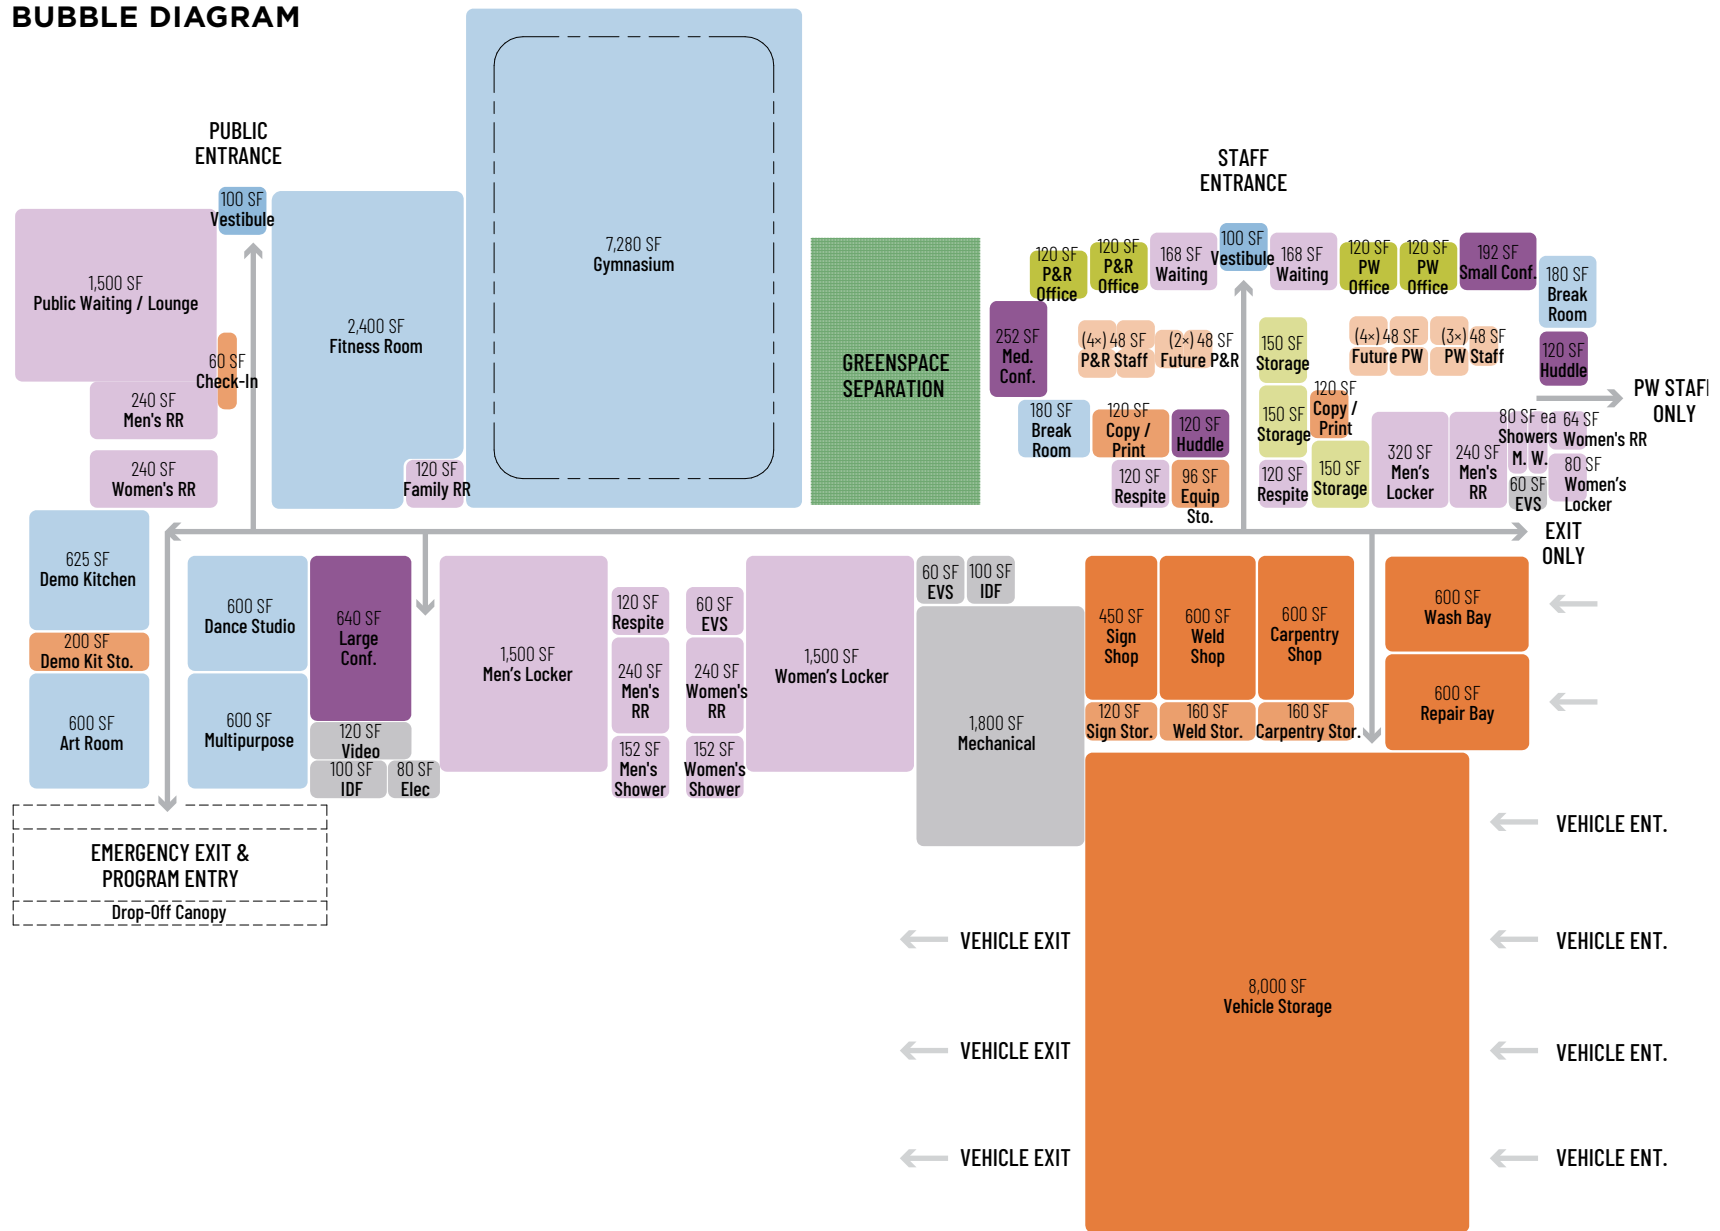 BUBBLE DIAGRAM
PUBLIC
ENTRANCE
100 SF
Vestibule
1,500 SF
Public Waiting / Lounge
60 SF
Check-In
240 SF
Men's RR
240 SF
Women's RR
2,400 SF
Fitness Room
120 SF
Family RR
7,280 SF
Gymnasium
GREENSPACE
SEPARATION
STAFF
ENTRANCE
120 SF
P&R
Office
120 SF
P&R
Office
168 SF
Waiting
100 SF
Vestibule
168 SF
Waiting
120 SF
PW
Office
120 SF
PW
Office
192 SF
Small Conf.
180 SF
Break
Room
252 SF
Med.
Conf.
(4x) 48 SF
P&R Staff
(2x) 48 SF
Future P&R
150 SF
Storage
(4x) 48 SF
Future PW
(3x) 48 SF
PW Staff
120 SF
Huddle
180 SF
Break
Room
120 SF
Copy /
Print
120 SF
Huddle
150 SF
Storage
120 SF
Copy /
Print
PW STAFF
ONLY
120 SF
Respite
96 SF
Equip
Sto.
120 SF
Respite
150 SF
Storage
320 SF
Men's
Locker
240 SF
Men's
RR
80 SF ea
Showers
M. W.
64 SF
Women's RR
60 SF
EVS
80 SF
Women's
Locker
EXIT
ONLY
625 SF
Demo Kitchen
200 SF
Demo Kit Sto.
600 SF
Art Room
600 SF
Dance Studio
600 SF
Multipurpose
640 SF
Large
Conf.
120 SF
Video
100 SF
IDF
80 SF
Elec
1,500 SF
Men's Locker
120 SF
Respite
240 SF
Men's
RR
152 SF
Men's
Shower
60 SF
EVS
240 SF
Women's
RR
152 SF
Women's
Shower
1,500 SF
Women's Locker
60 SF
EVS
100 SF
IDF
1,800 SF
Mechanical
450 SF
Sign
Shop
600 SF
Weld
Shop
600 SF
Carpentry
Shop
120 SF
Sign Stor.
160 SF
Weld Stor.
160 SF
Carpentry Stor.
600 SF
Wash Bay
600 SF
Repair Bay
EMERGENCY EXIT &
PROGRAM ENTRY
Drop-Off Canopy
8,000 SF
Vehicle Storage
VEHICLE ENT.
VEHICLE EXIT
VEHICLE ENT.
VEHICLE EXIT
VEHICLE ENT.
VEHICLE EXIT
VEHICLE ENT.